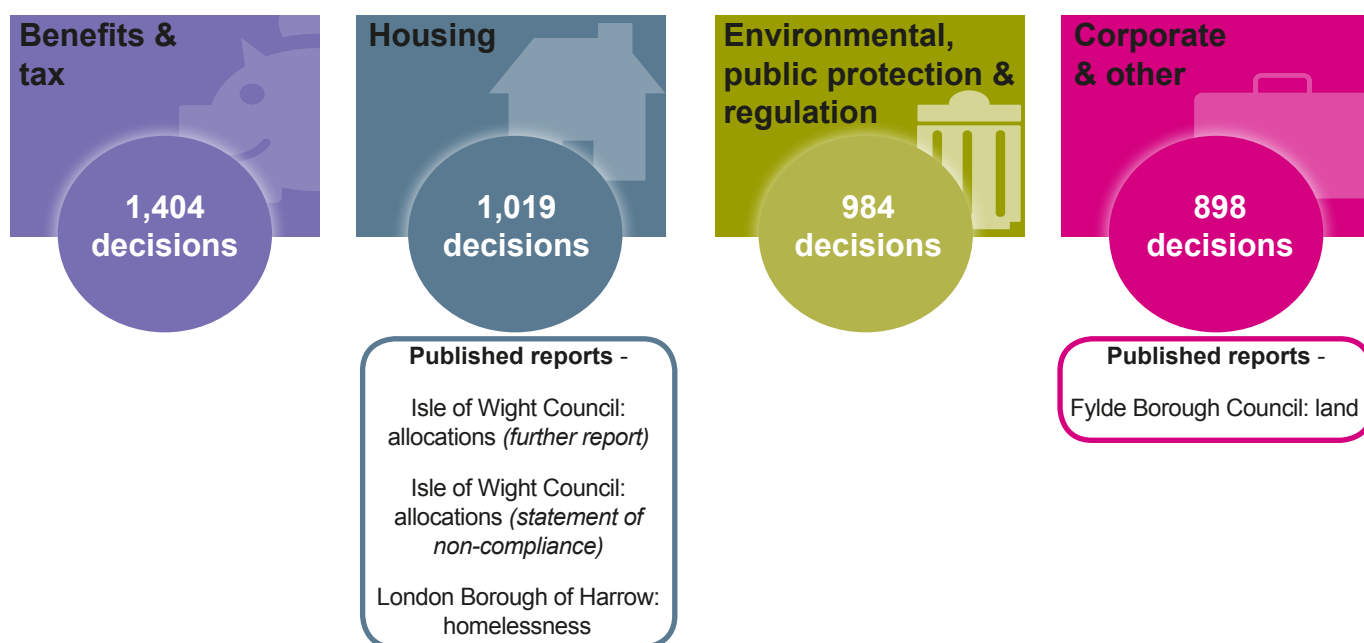 Benefits &
tax
1,404
decisions
Housing
1,019
decisions
Published reports -
Isle of Wight Council:
allocations (further report)
Isle of Wight Council:
allocations (statement of
non-compliance)
London Borough of Harrow:
homelessness
Environmental,
public protection &
regulation
984
decisions
Corporate
& other
898
decisions
Published reports -
Fylde Borough Council: land